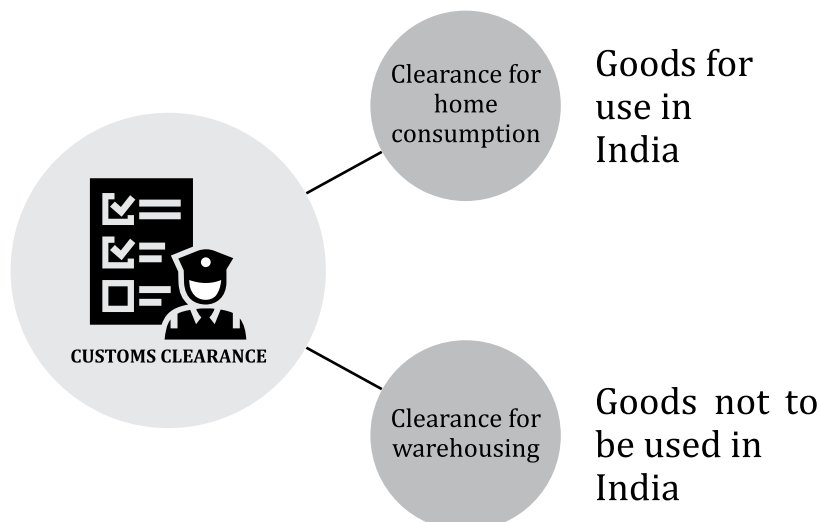 CUSTOMS CLEARANCE
Clearance for
home
consumption
Goods for
use in
India
Clearance for
warehousing
Goods not to
be used in
India